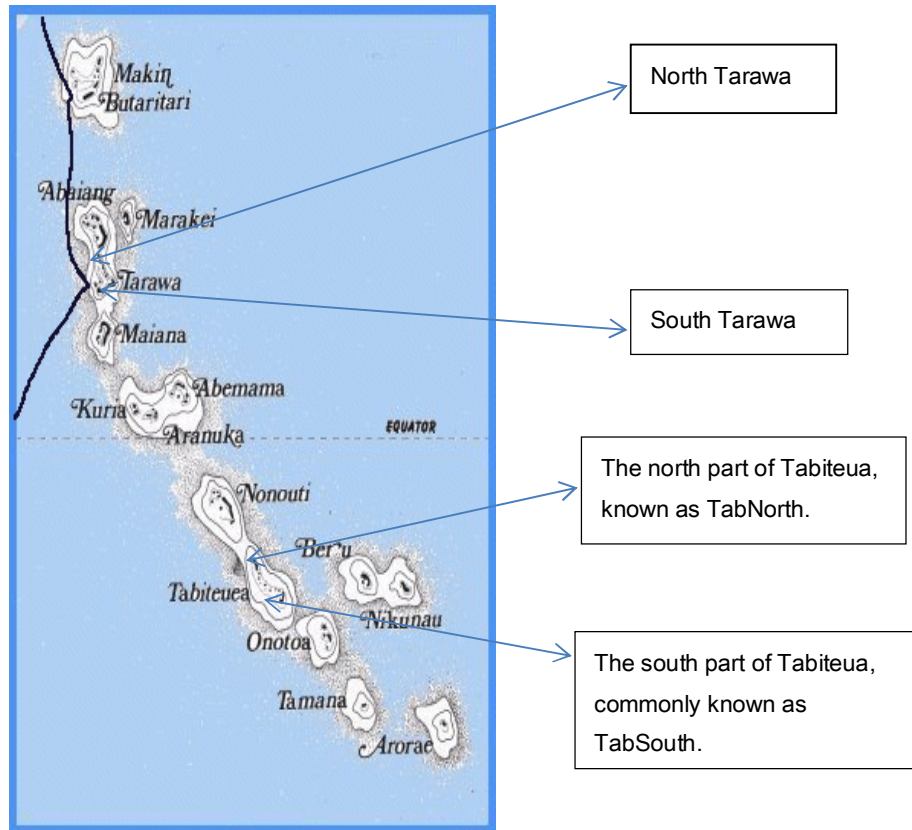 Makin
Butaritari
North Tarawa
Abaiang
Marakei
Tarawa
South Tarawa
Maiana
Abemama
Kuria
Aranuka
EQUATOR
The north part of Tabiteua,
known as TabNorth.
Nonouti
Beru
Tabiteuea
Nikunau
Onotoa
The south part of Tabiteua,
commonly known as
TabSouth.
Tamana
Arorae